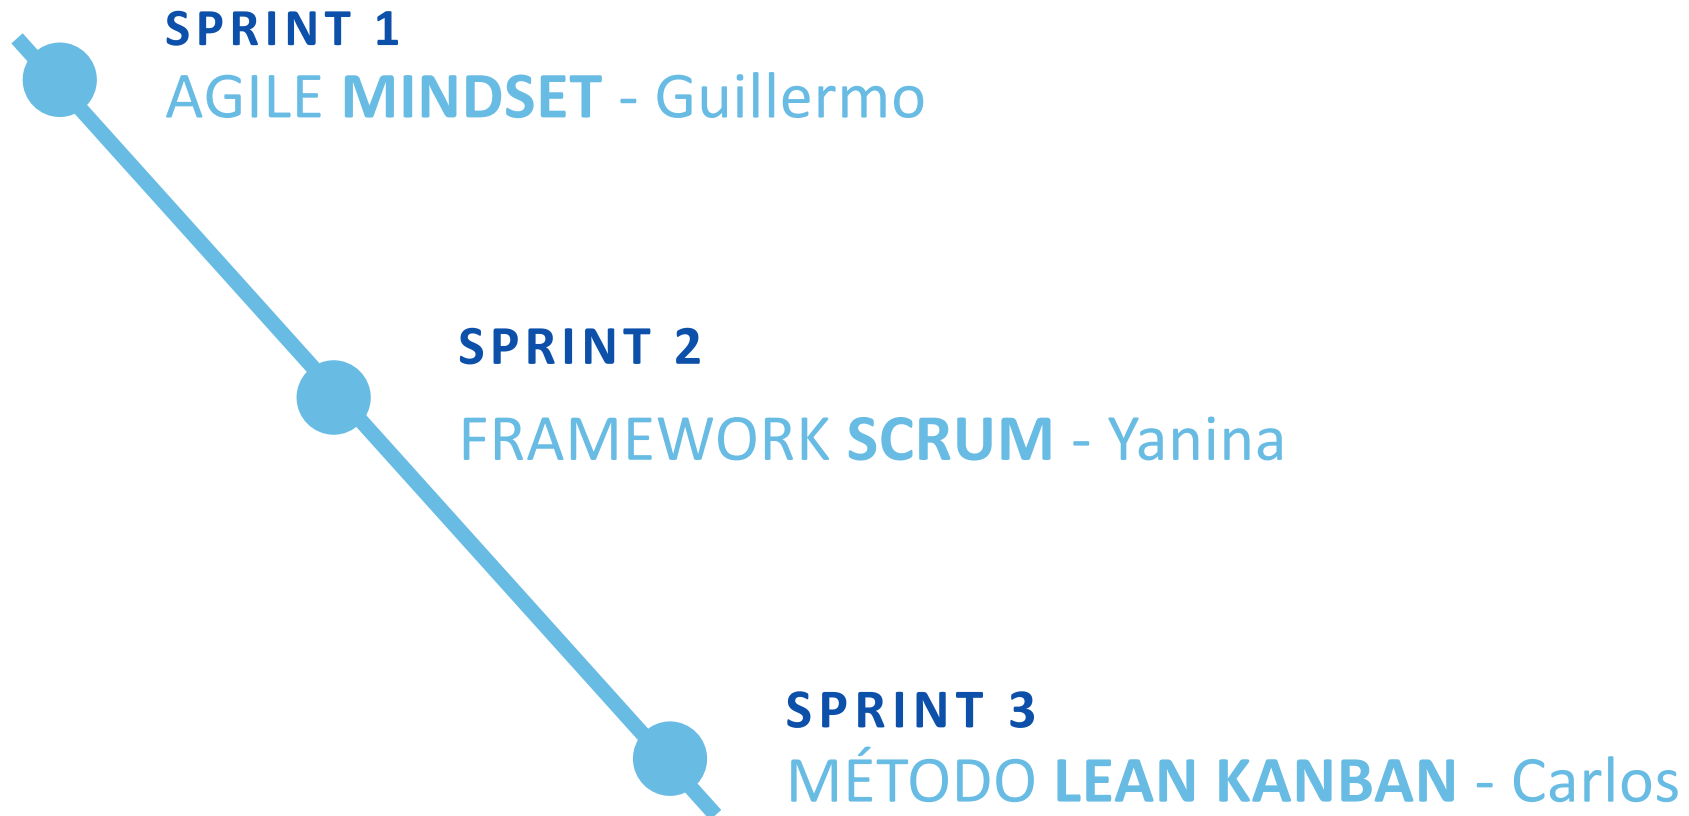 SPRINT 1
AGILE MINDSET - Guillermo
SPRINT 2
FRAMEWORK SCRUM - Yanina
SPRINT 3
MÉTODO LEAN KANBAN - Carlos